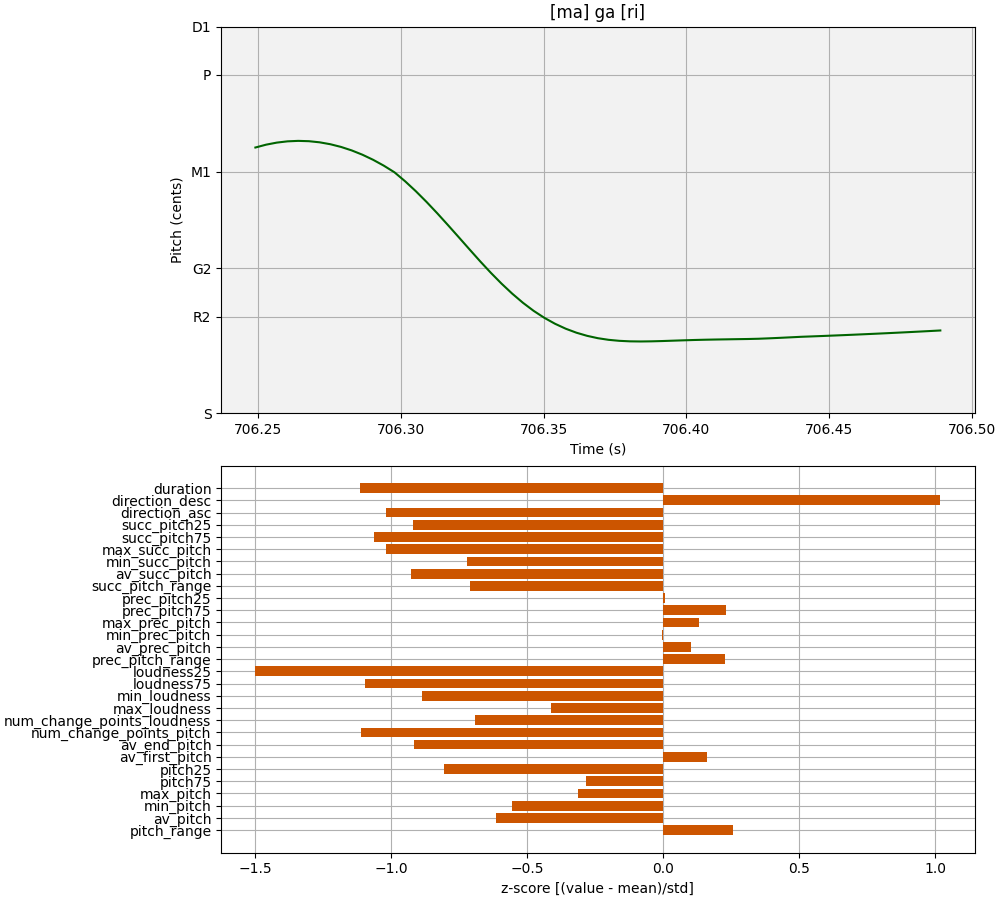 [ma] ga [ri]
D1
P
M1
G2
R2
S
Pitch (cents)
706.25 706.30 706.35 706.40 706.45 706.50
Time (s)
duration
direction_desc
direction_asc
succ_pitch25
succ_pitch75
max_succ_pitch
min_succ_pitch
av_succ_pitch
succ_pitch_range
prec_pitch25
prec_pitch75
max_prec_pitch
min_prec_pitch
av_prec_pitch
prec_pitch_range
loudness25
loudness75
min_loudness
max_loudness
num_change_points_loudness
num_change_points_pitch
av_end_pitch
av_first_pitch
pitch25
pitch75
max_pitch
min_pitch
av_pitch
pitch_range
−1.5 −1.0 −0.5 0.0 0.5 1.0
z-score [(value - mean)/std]